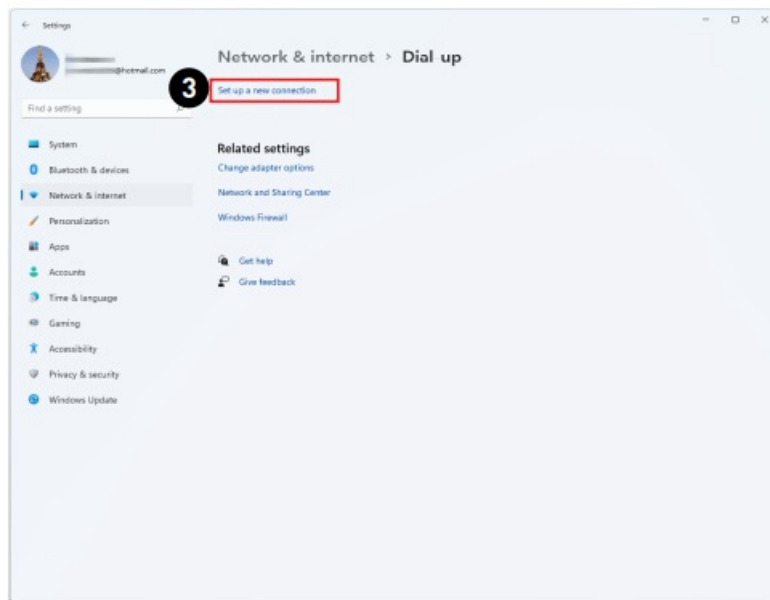 Settings
@hotmail.com
Find a setting
System
Bluetooth & devices
Network & internet
Personalization
Apps
Accounts
Time & language
Gaming
Accessibility
Privacy & security
Windows Update
Network & internet > Dial-up
3
Set up a new connection
Related settings
Change adapter options
Network and Sharing Center
Windows Firewall
Get help
Give feedback